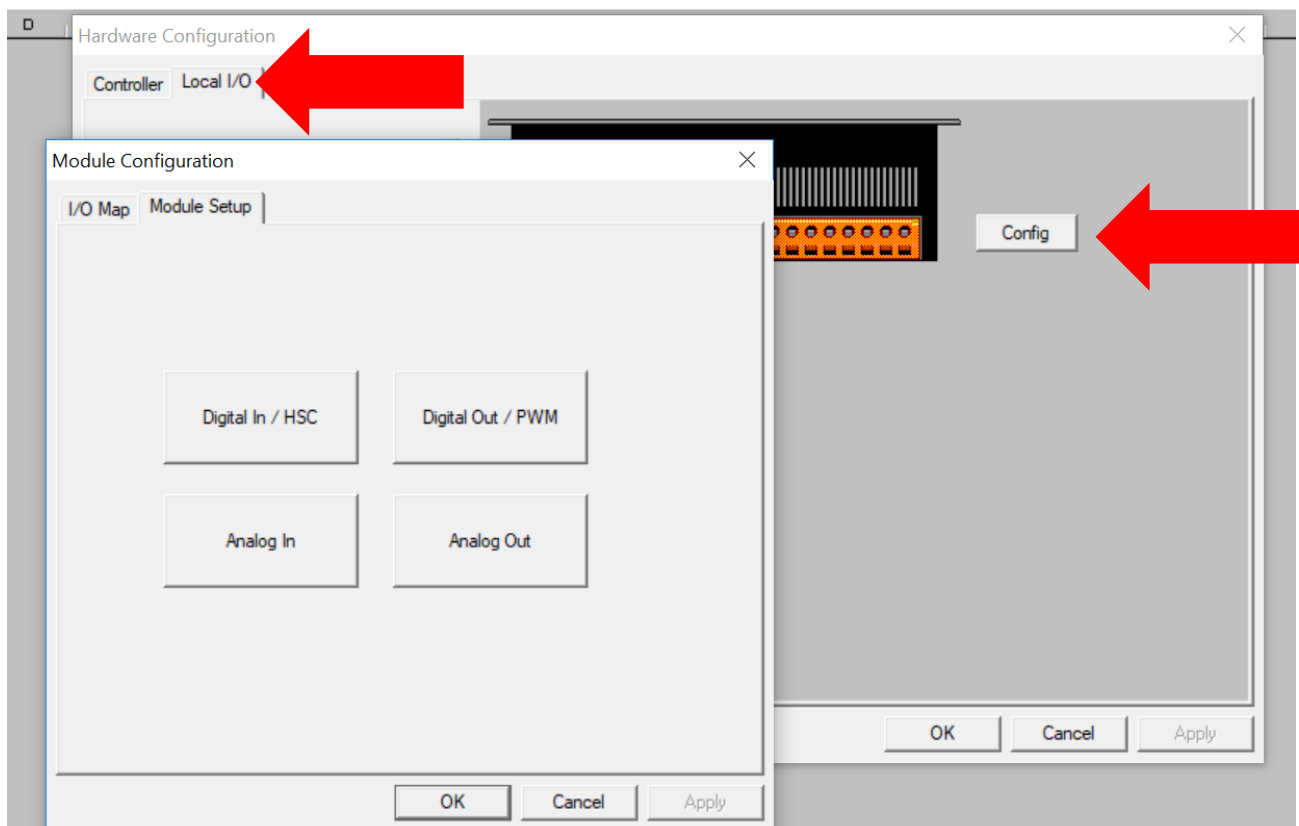 D
Hardware Configuration
Controller Local I/O
Module Configuration
I/O Map Module Setup
Config
Digital In / HSC Digital Out / PWM
Analog In Analog Out
OK Cancel Apply
OK Cancel Apply